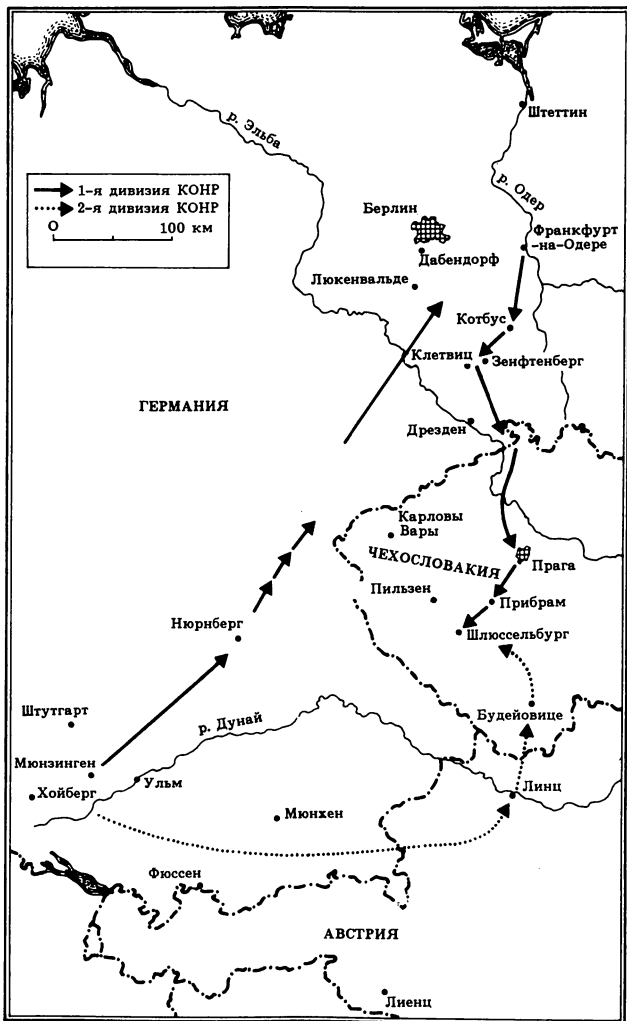 Штеттин
р. Эльба
1-я дивизия КОНР
2-я дивизия КОНР
0 100 км
р. Одер
Берлин
Франкфурт
-на-Одере
Дабендорф
Люкенвальде
Котбус
Клетвиц
Зенфтенберг
ГЕРМАНИЯ
Дрезден
Карловы
Вары
ЧЕХОСЛОВАКИЯ
Прага
Пильзен
Прибрам
Нюрнберг
Шлюссельбург
Штутгарт
р. Дунай
Будейовице
Мюнзинген
Ульм
Хойберг
Линц
Мюнхен
Фюссен
АВСТРИЯ
Лиенц